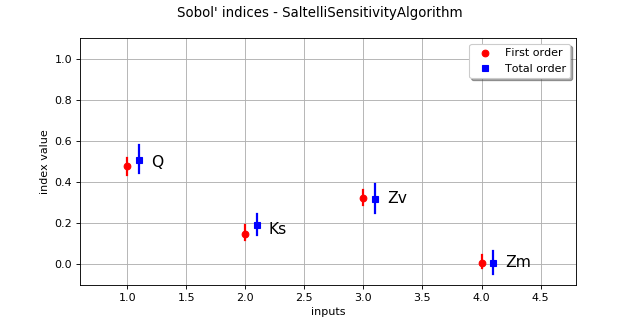 Sobol' indices - SaltelliSensitivityAlgorithm
First order
Total order
1.0
0.8
0.6
0.4
0.2
0.0
index value
Q
Ks
Zv
Zm
1.0 1.5 2.0 2.5 3.0 3.5 4.0 4.5
inputs